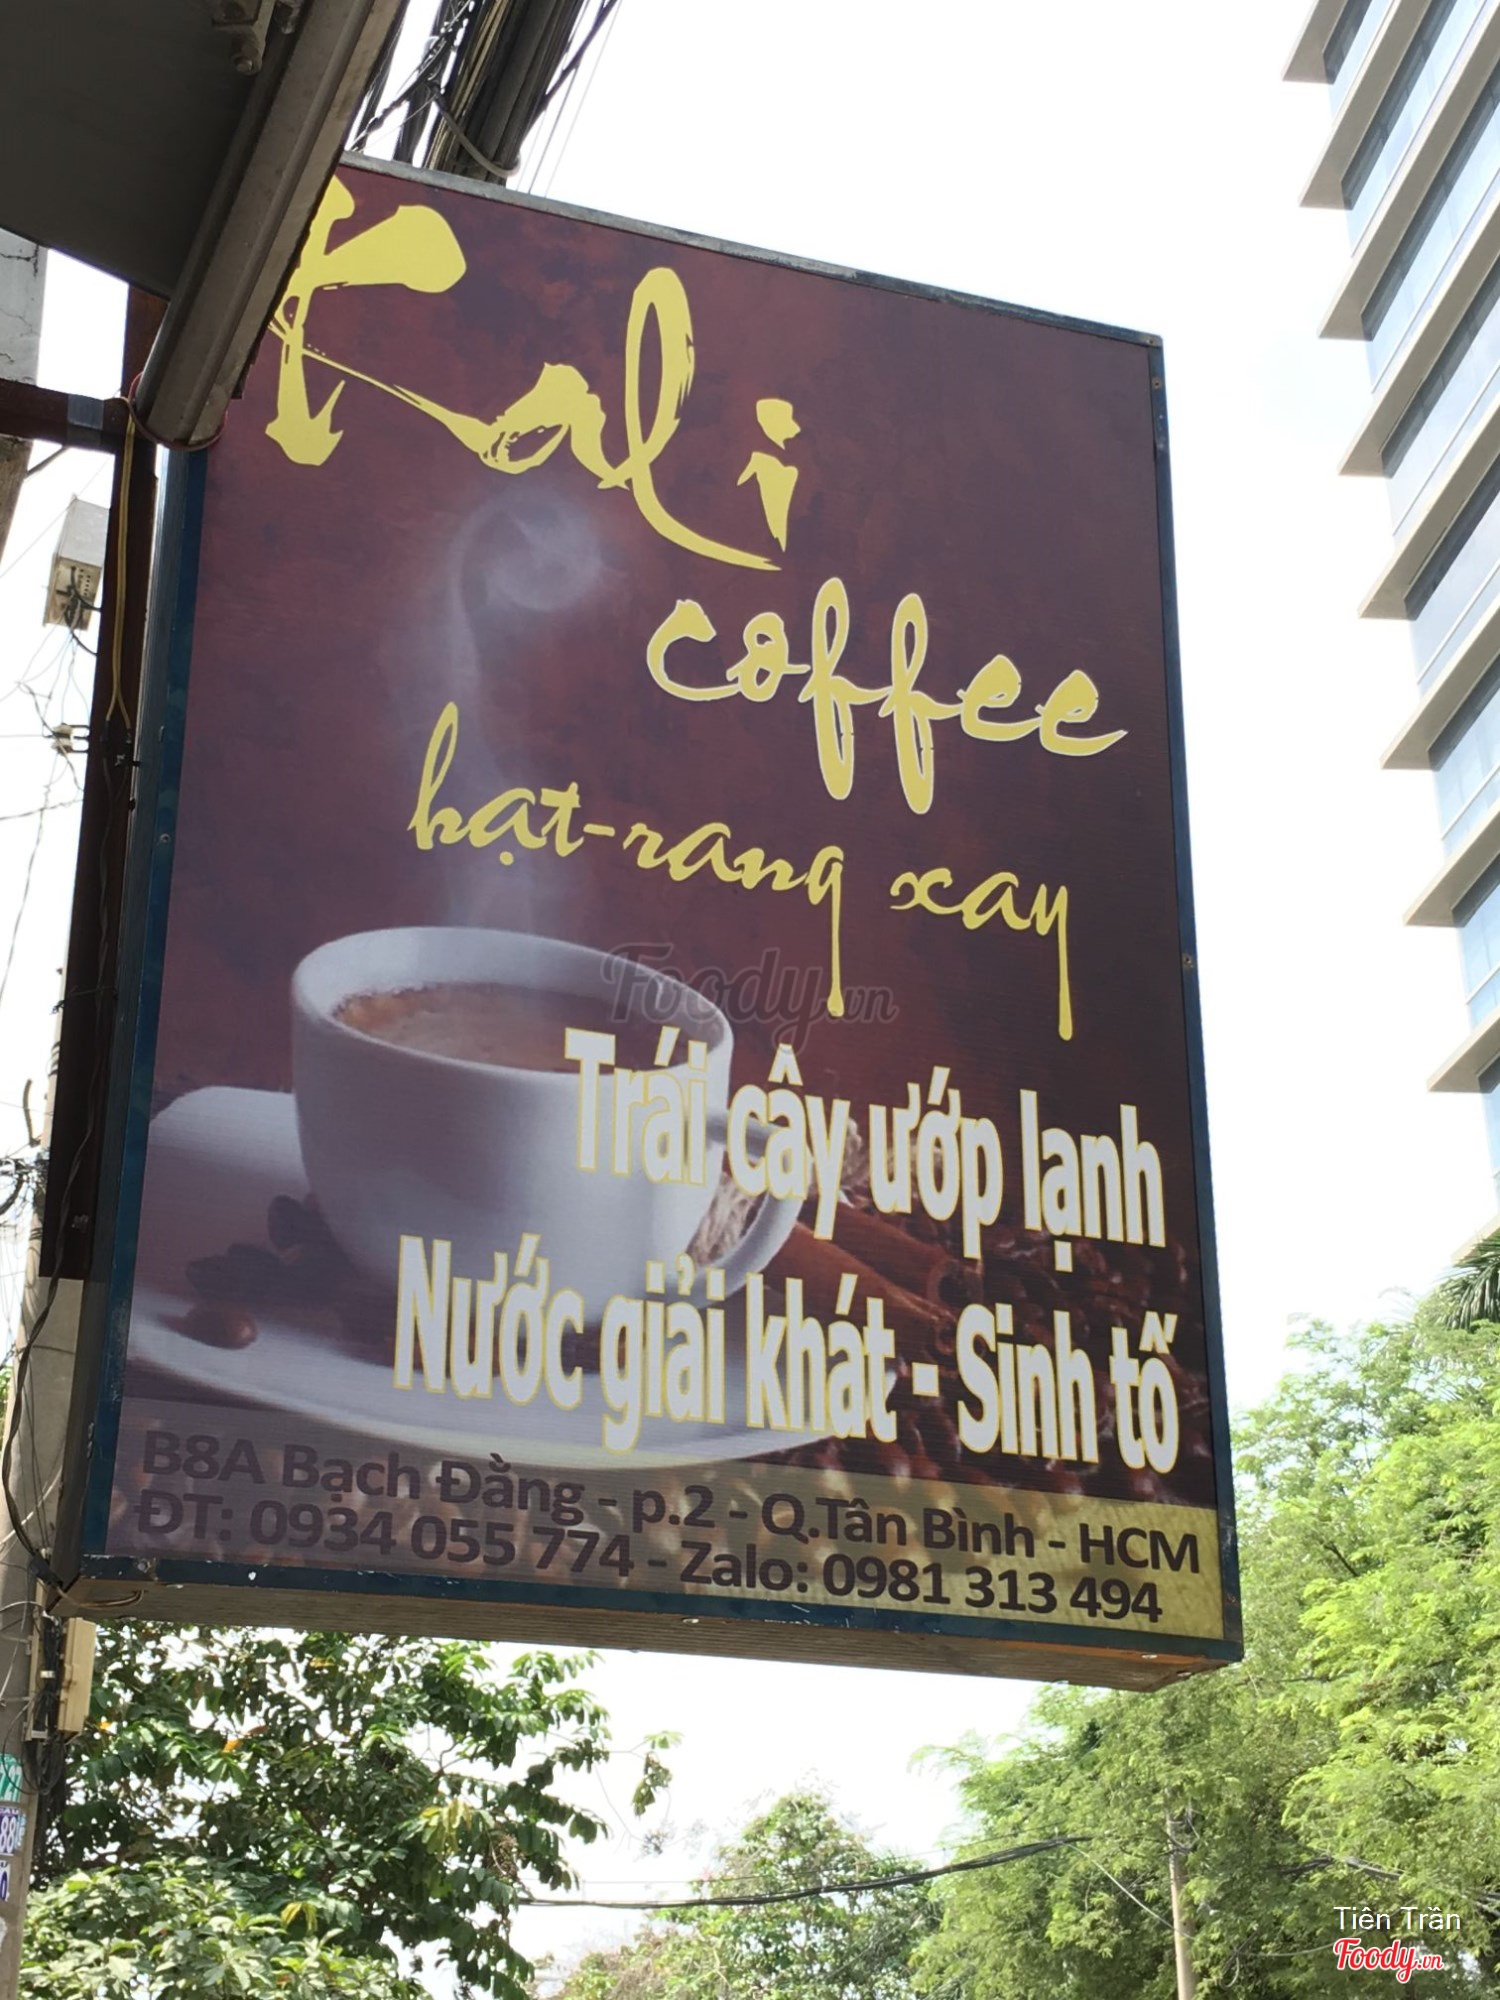 Kali
coffee
hạt-rang xay
Foody.vn
Trái cây ướp lạnh
Nước giải khát - Sinh tố
B8A Bạch Đằng - p.2 - Q.Tân Bình - HCM
ĐT: 0934 055 774 - Zalo: 0981 313 494
Tiên Trần
Foody.vn